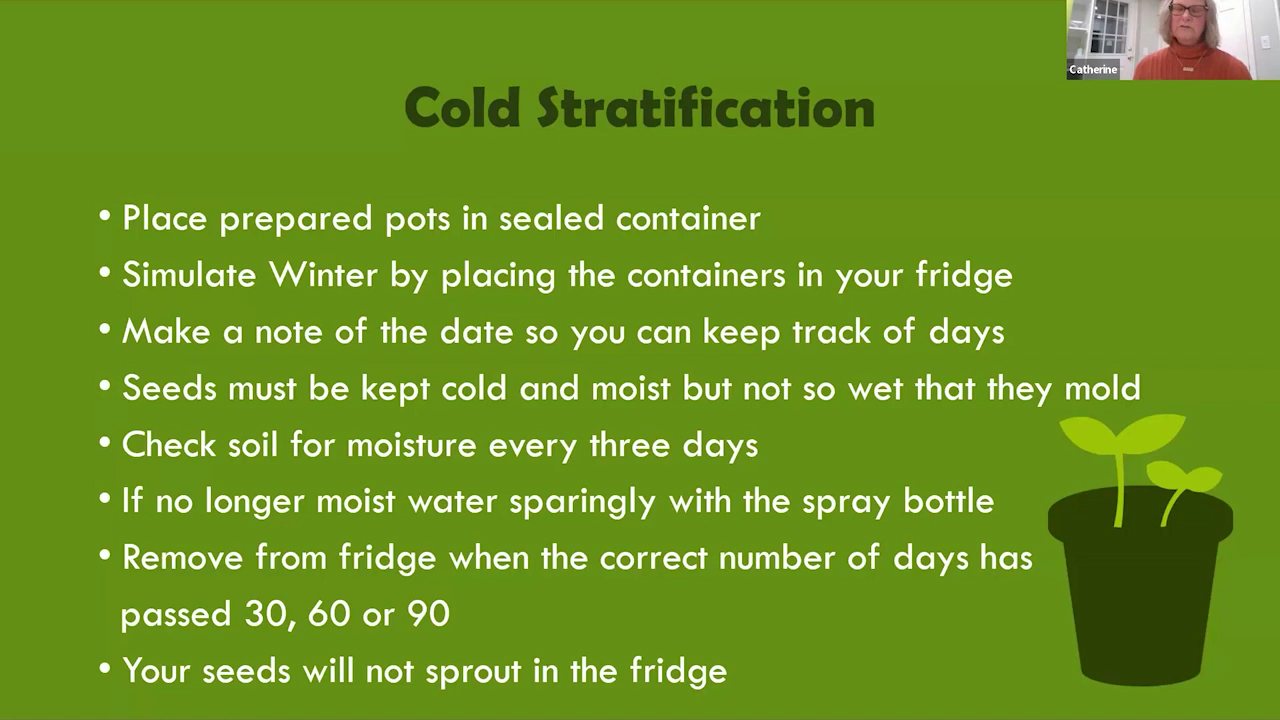 Catherine
Cold Stratification
• Place prepared pots in sealed container
• Simulate Winter by placing the containers in your fridge
• Make a note of the date so you can keep track of days
• Seeds must be kept cold and moist but not so wet that they mold
• Check soil for moisture every three days
• If no longer moist water sparingly with the spray bottle
• Remove from fridge when the correct number of days has
passed 30, 60 or 90
• Your seeds will not sprout in the fridge